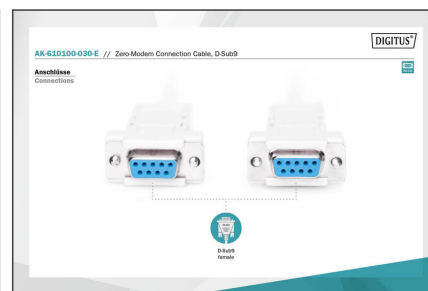 DIGITUS®
AK-610100-030-E // Zero-Modem Connection Cable, D-Sub9
Anschlüsse
Connections
D-Sub9
female